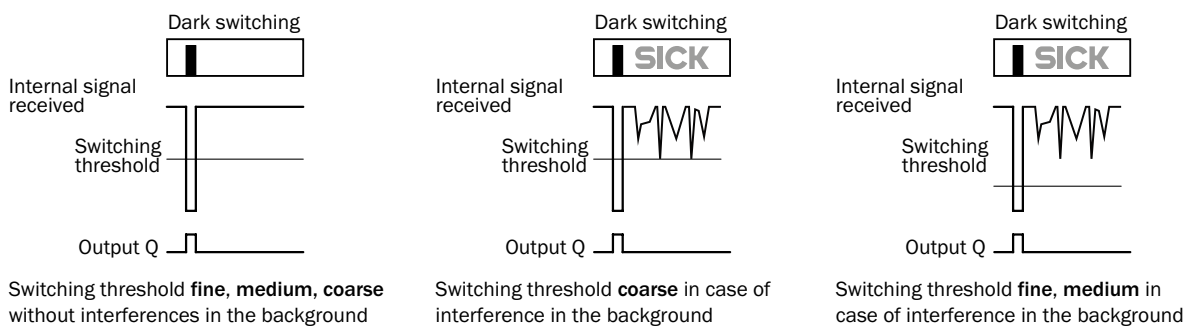 Dark switching
Internal signal
received
Switching
threshold
Output Q
Switching threshold fine, medium, coarse
without interferences in the background
Dark switching
SICK
Internal signal
received
Switching
threshold
Output Q
Switching threshold coarse in case of
interference in the background
Dark switching
SICK
Internal signal
received
Switching
threshold
Output Q
Switching threshold fine, medium in
case of interference in the background